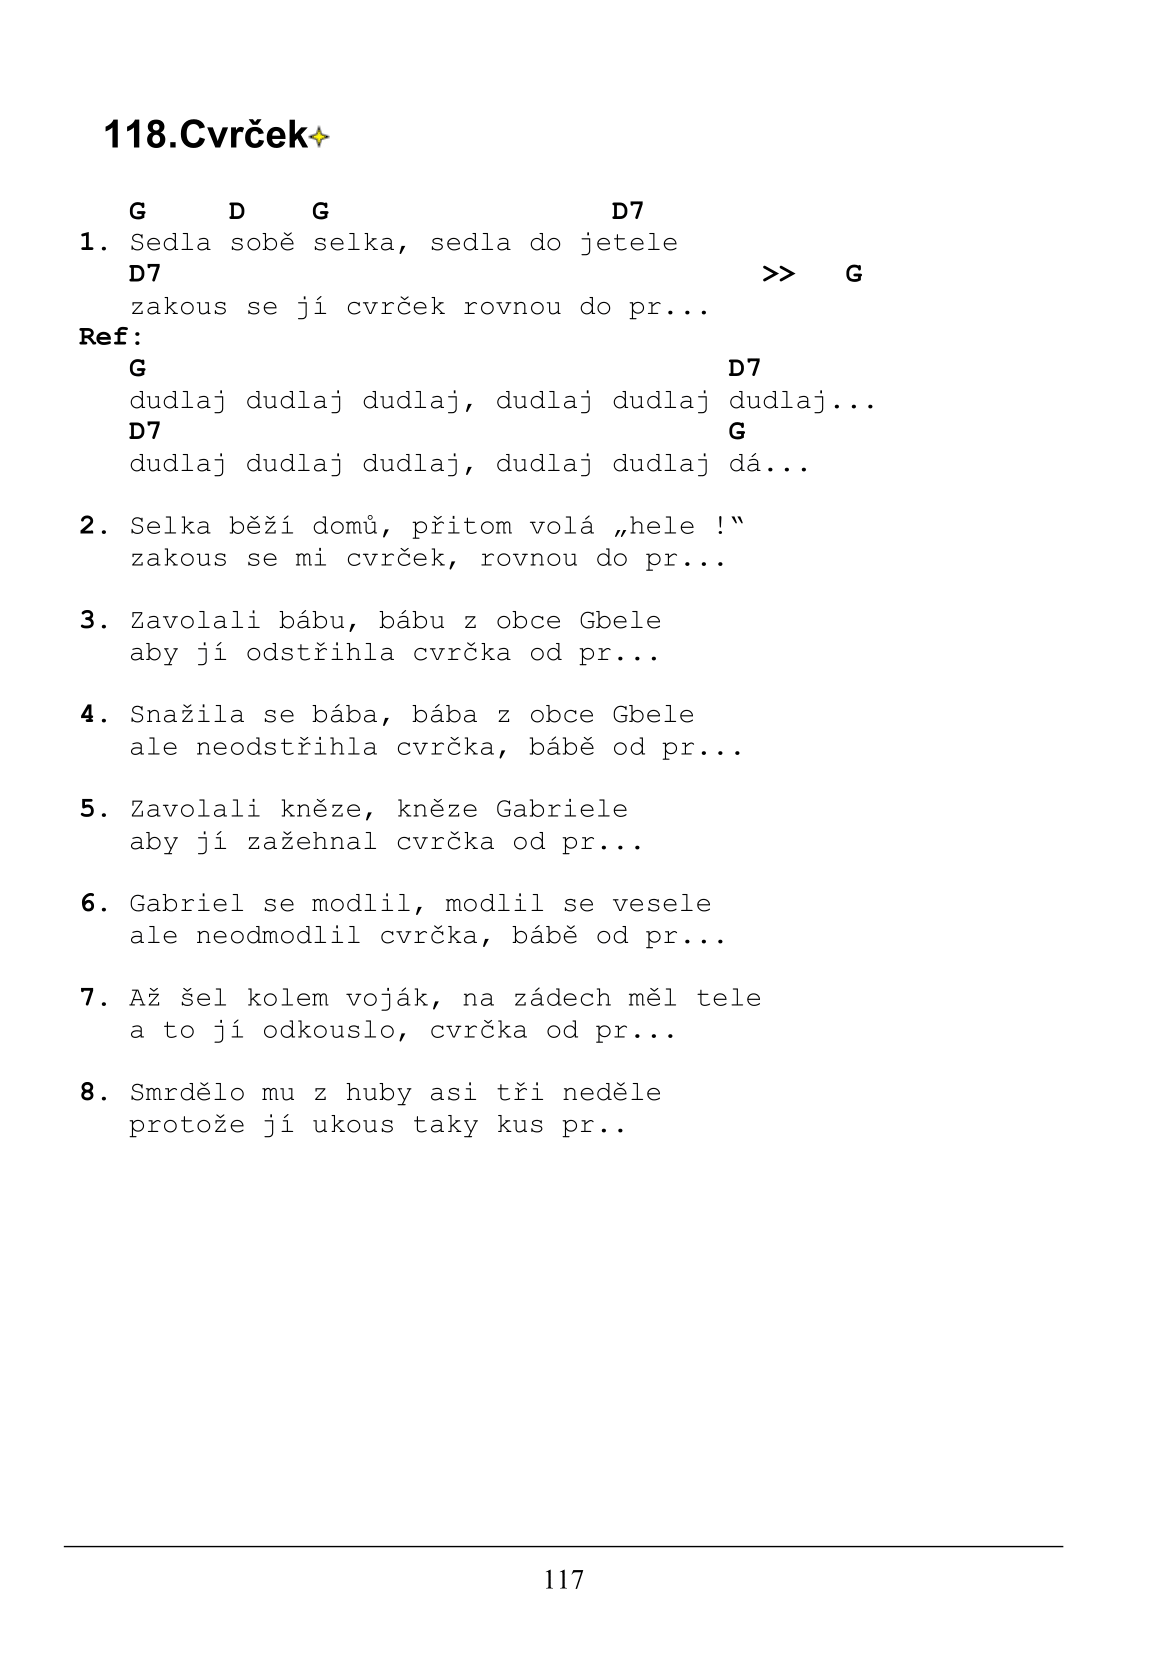 118.Cvrček
G     D    G                 D7
1. Sedla sobě selka, sedla do jetele
D7                                    >>   G
zakous se jí cvrček rovnou do pr...
Ref:
G                                   D7
dudlaj dudlaj dudlaj, dudlaj dudlaj dudlaj...
D7                                  G
dudlaj dudlaj dudlaj, dudlaj dudlaj dá...
2. Selka běží domů, přitom volá „hele !“
zakous se mi cvrček, rovnou do pr...
3. Zavolali bábu, bábu z obce Gbele
aby jí odstřihla cvrčka od pr...
4. Snažila se bába, bába z obce Gbele
ale neodstřihla cvrčka, bábě od pr...
5. Zavolali kněze, kněze Gabriele
aby jí zažehnal cvrčka od pr...
6. Gabriel se modlil, modlil se vesele
ale neodmodlil cvrčka, bábě od pr...
7. Až šel kolem voják, na zádech měl tele
a to jí odkouslo, cvrčka od pr...
8. Smrdělo mu z huby asi tři neděle
protože jí ukous taky kus pr..
117